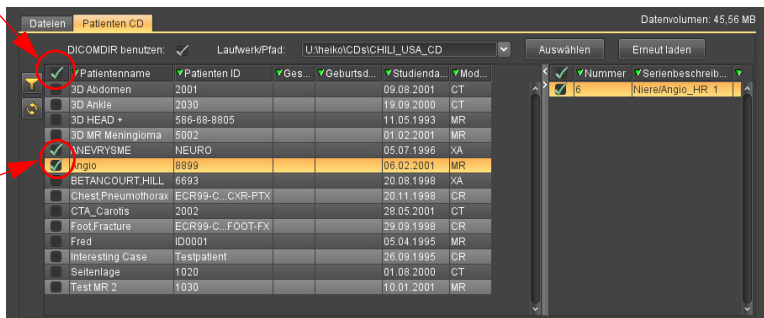 Dateien Patienten CD Datenvolumen: 45,56 MB
DICOMDIR benutzen: Laufwerk/Pfad: U:\heiko\CDs\CHILI_USA_CD Auswählen Erneut laden
Patientenname Patienten ID Ges... Geburtsd... Studienda... Mod... Nummer Serienbeschreib...
3D Abdomen 2001 09.08.2001 CT 6 Niere/Angio_HR 1
3D Ankle 2030 19.09.2000 CT
3D HEAD + 586-68-8805 11.05.1993 MR
3D MR Meningioma 5002 01.02.2001 MR
ANEVRYSME NEURO 05.07.1996 XA
Angio 8899 06.02.2001 MR
BETANCOURT,HILL 6693 20.08.1998 XA
Chest,Pneumothorax ECR99-C...CXR-PTX 20.11.1998 CR
CTA_Carotis 2002 28.05.2001 CT
Foot,Fracture ECR99-C...FOOT-FX 29.09.1998 CR
Fred ID0001 05.04.1995 MR
Interesting Case Testpatient 26.09.1995 CR
Seitenlage 1020 01.08.2000 CT
Test MR 2 1030 10.01.2001 MR